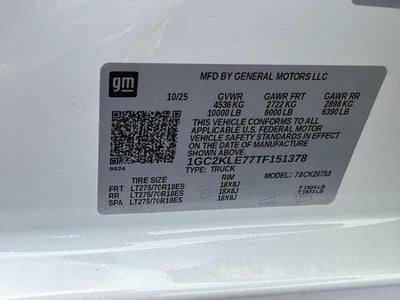 gm
MFD BY GENERAL MOTORS LLC
10/25 GVWR GAWR FRT GAWR RR
4536 KG 2722 KG 2898 KG
10000 LB 6000 LB 6390 LB
THIS VEHICLE CONFORMS TO ALL APPLICABLE
U.S. FEDERAL MOTOR VEHICLE SAFETY STANDARDS IN EFFECT
ON THE DATE OF MANUFACTURE SHOWN ABOVE.
1GC2KLE77TF151378
TYPE: TRUCK
TIRE SIZE RIM MODEL: 78CK20753
FRT LT275/70R18ES 18X8J
RR LT275/70R18ES 18X8J
SPA LT275/70R18ES 18X8J